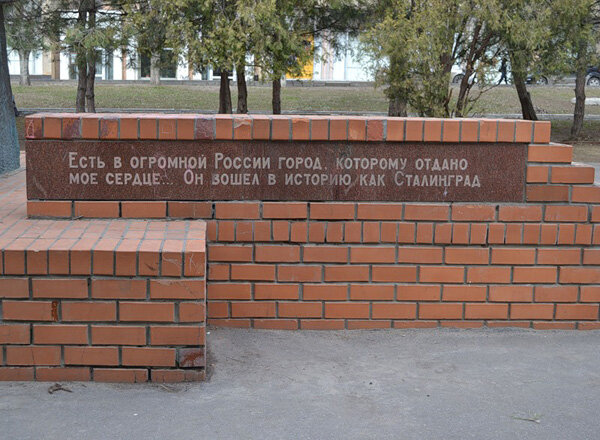 Есть в огромной России город, которому отдано
мое сердце... Он вошел в историю как Сталинград